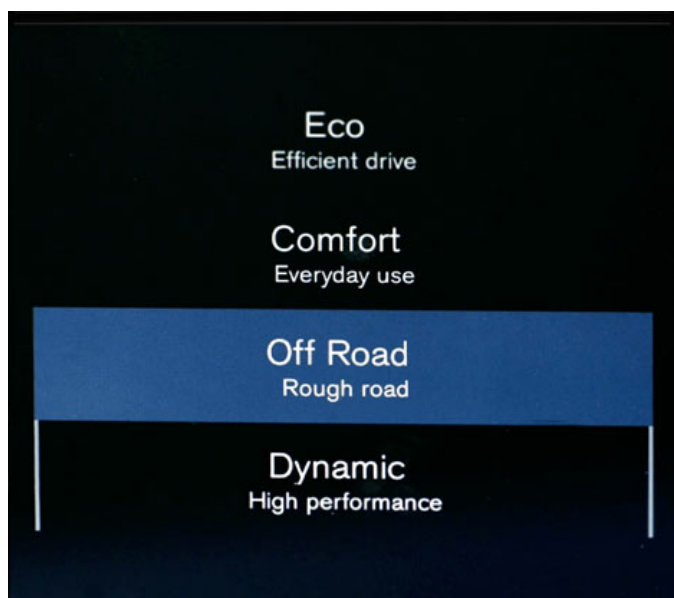 Eco
Efficient drive
Comfort
Everyday use
Off Road
Rough road
Dynamic
High performance